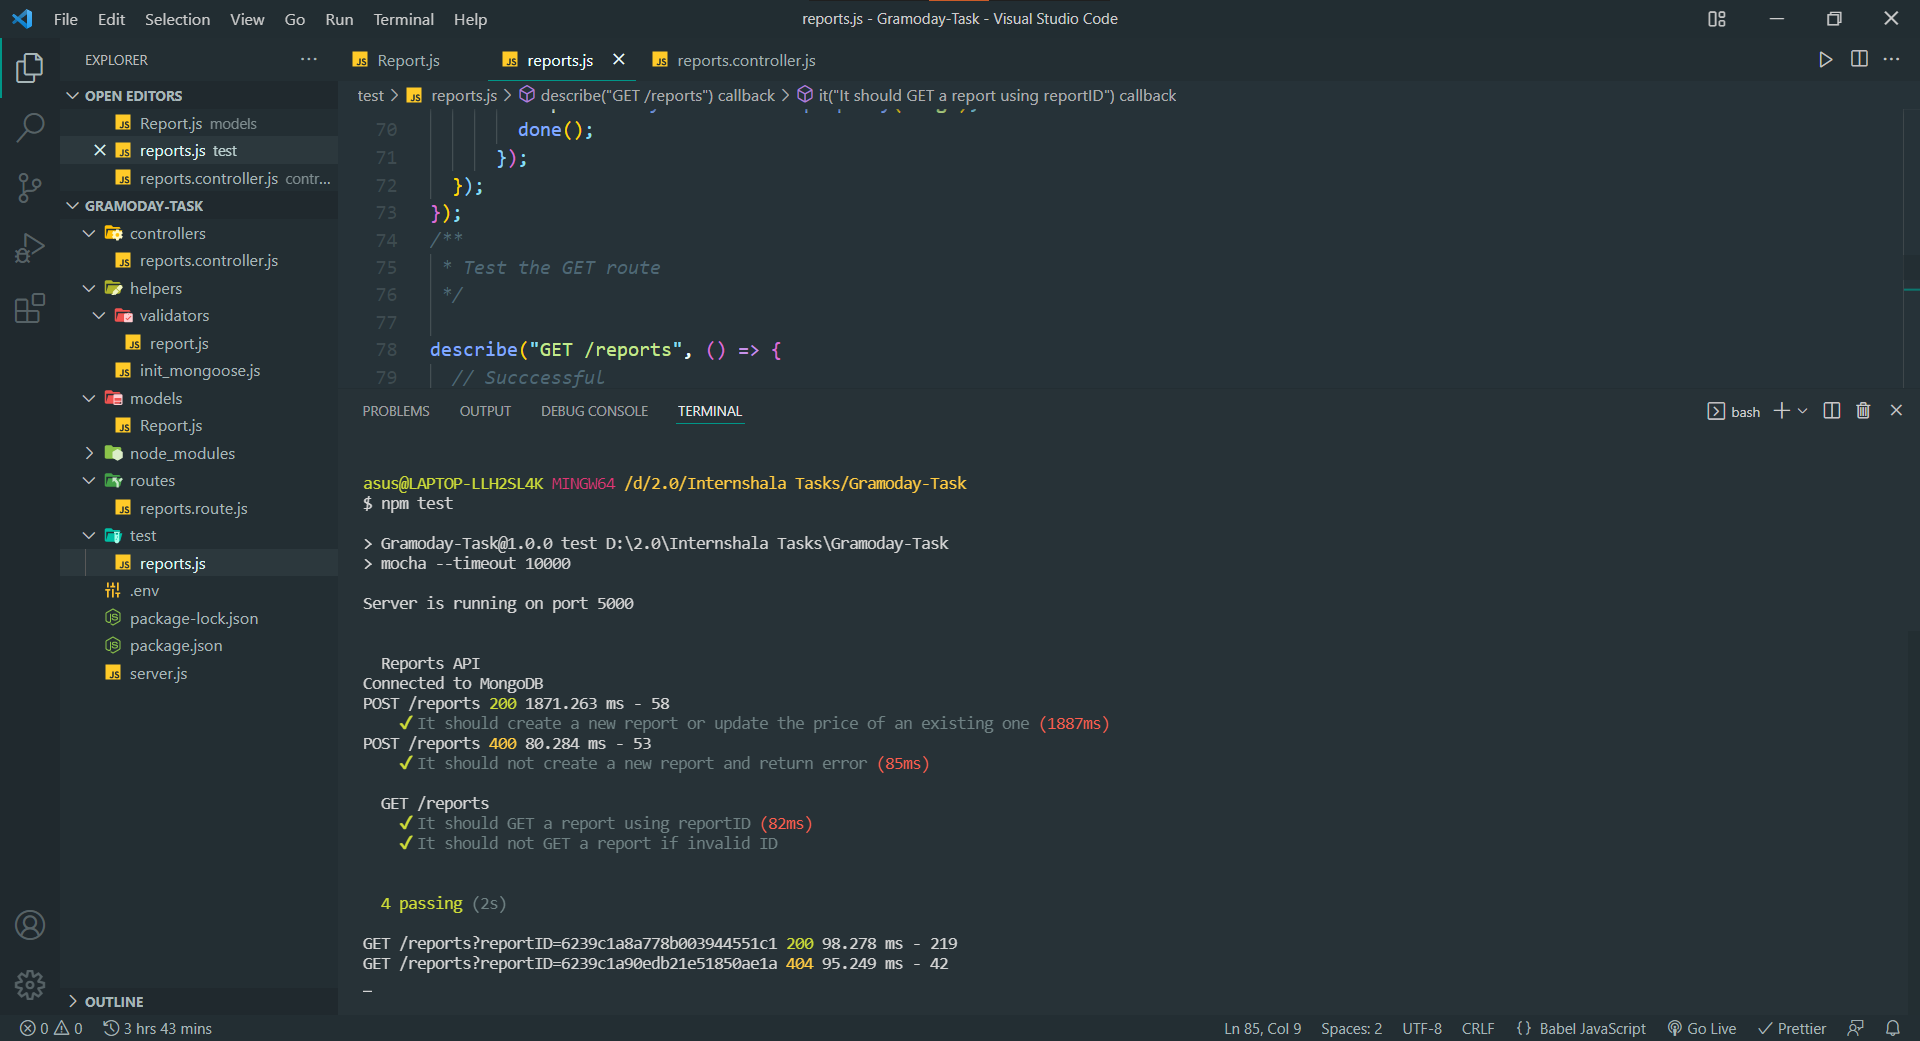 File Edit Selection View Go Run Terminal Help
reports.js - Gramoday-Task - Visual Studio Code
EXPLORER
OPEN EDITORS
Report.js models
reports.js test
reports.controller.js contr...
GRAMODAY-TASK
controllers
reports.controller.js
helpers
validators
report.js
init_mongoose.js
models
Report.js
node_modules
routes
reports.route.js
test
reports.js
.env
package-lock.json
package.json
server.js
OUTLINE
Report.js reports.js reports.controller.js
test > reports.js > describe("GET /reports") callback > it("It should GET a report using reportID") callback
70 done();
71 });
72 });
73 });
74 /**
75 * Test the GET route
76 */
77
78 describe("GET /reports", () => {
79 // Succcessful
PROBLEMS OUTPUT DEBUG CONSOLE TERMINAL
bash
asus@LAPTOP-LLH2SL4K MINGW64 /d/2.0/Internshala Tasks/Gramoday-Task
$ npm test
> Gramoday-Task@1.0.0 test D:\2.0\Internshala Tasks\Gramoday-Task
> mocha --timeout 10000
Server is running on port 5000
Reports API
Connected to MongoDB
POST /reports 200 1871.263 ms - 58
✓ It should create a new report or update the price of an existing one (1887ms)
POST /reports 400 80.284 ms - 53
✓ It should not create a new report and return error (85ms)
GET /reports
✓ It should GET a report using reportID (82ms)
✓ It should not GET a report if invalid ID
4 passing (2s)
GET /reports?reportID=6239c1a8a778b003944551c1 200 98.278 ms - 219
GET /reports?reportID=6239c1a90edb21e51850ae1a 404 95.249 ms - 42
0 0 3 hrs 43 mins
Ln 85, Col 9 Spaces: 2 UTF-8 CRLF {} Babel JavaScript Go Live Prettier